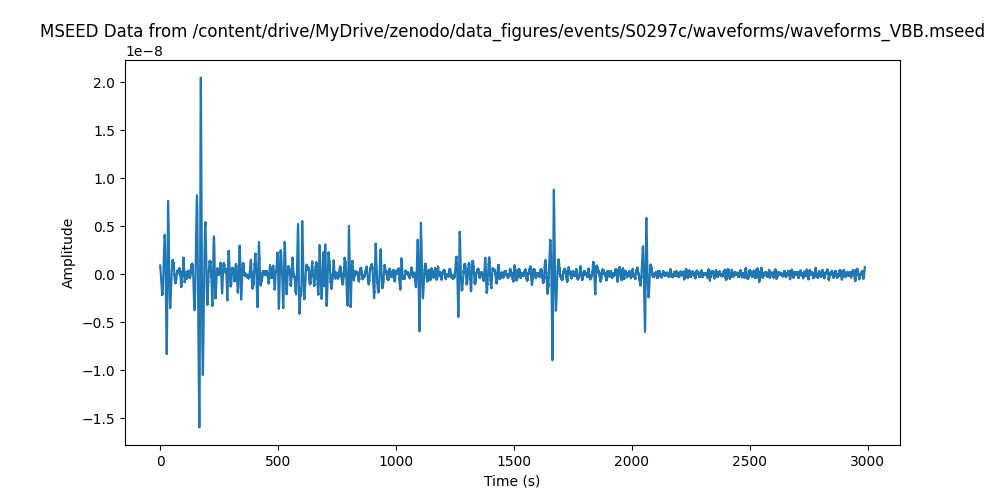 MSEED Data from /content/drive/MyDrive/zenodo/data_figures/events/S0297c/waveforms/waveforms_VBB.mseed
1e−8
2.0
1.5
1.0
0.5
0.0
−0.5
−1.0
−1.5
Amplitude
0 500 1000 1500 2000 2500 3000
Time (s)